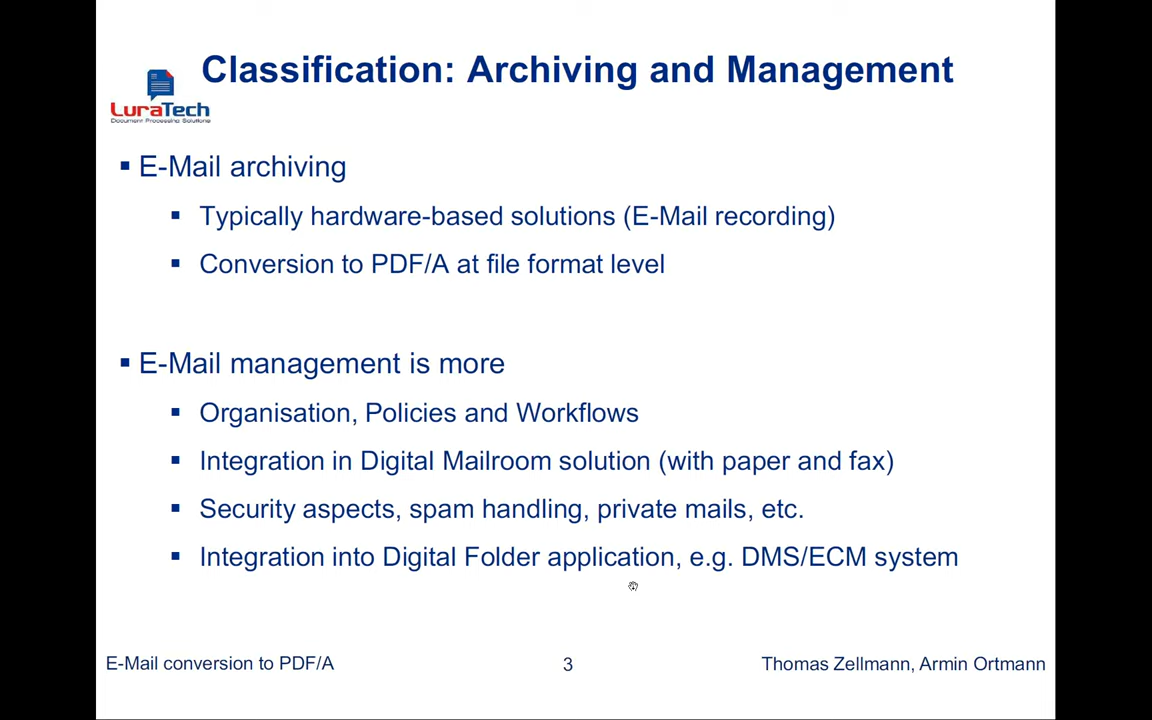 Classification: Archiving and Management
LuraTech
Document Processing Solutions
▪ E-Mail archiving
▪ Typically hardware-based solutions (E-Mail recording)
▪ Conversion to PDF/A at file format level
▪ E-Mail management is more
▪ Organisation, Policies and Workflows
▪ Integration in Digital Mailroom solution (with paper and fax)
▪ Security aspects, spam handling, private mails, etc.
▪ Integration into Digital Folder application, e.g. DMS/ECM system
E-Mail conversion to PDF/A
3
Thomas Zellmann, Armin Ortmann